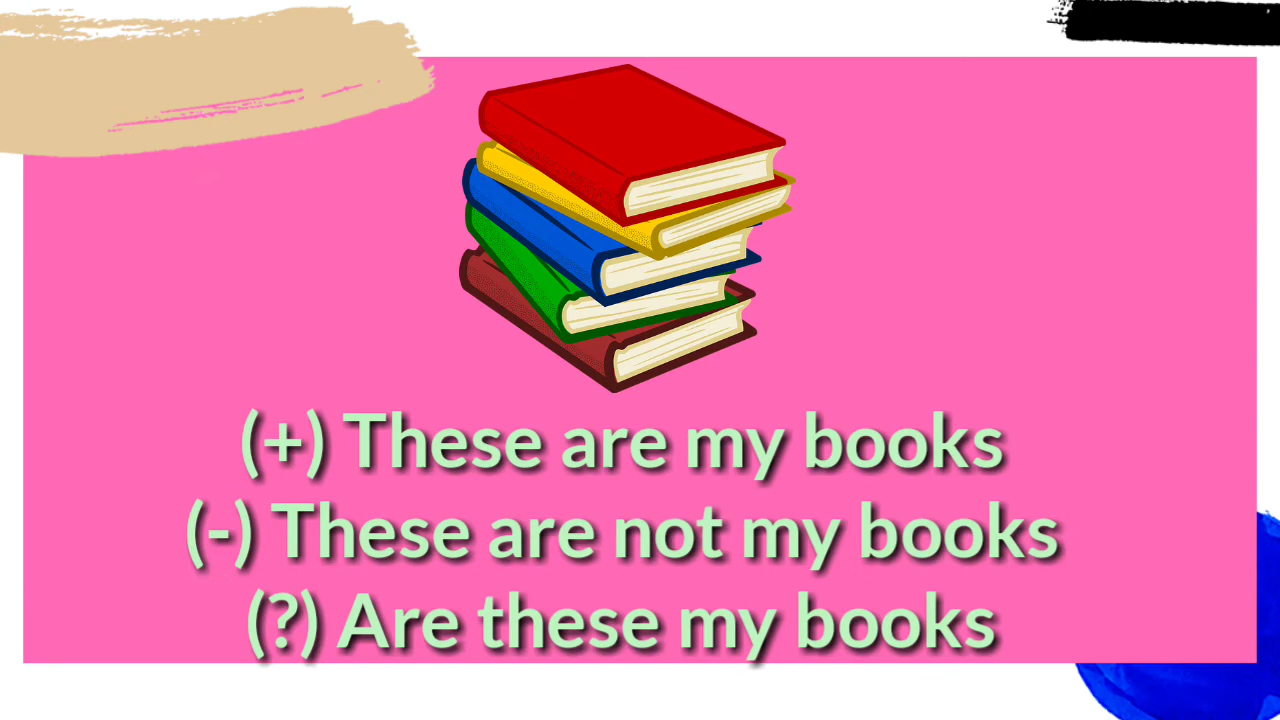 (+) These are my books
(-) These are not my books
(?) Are these my books